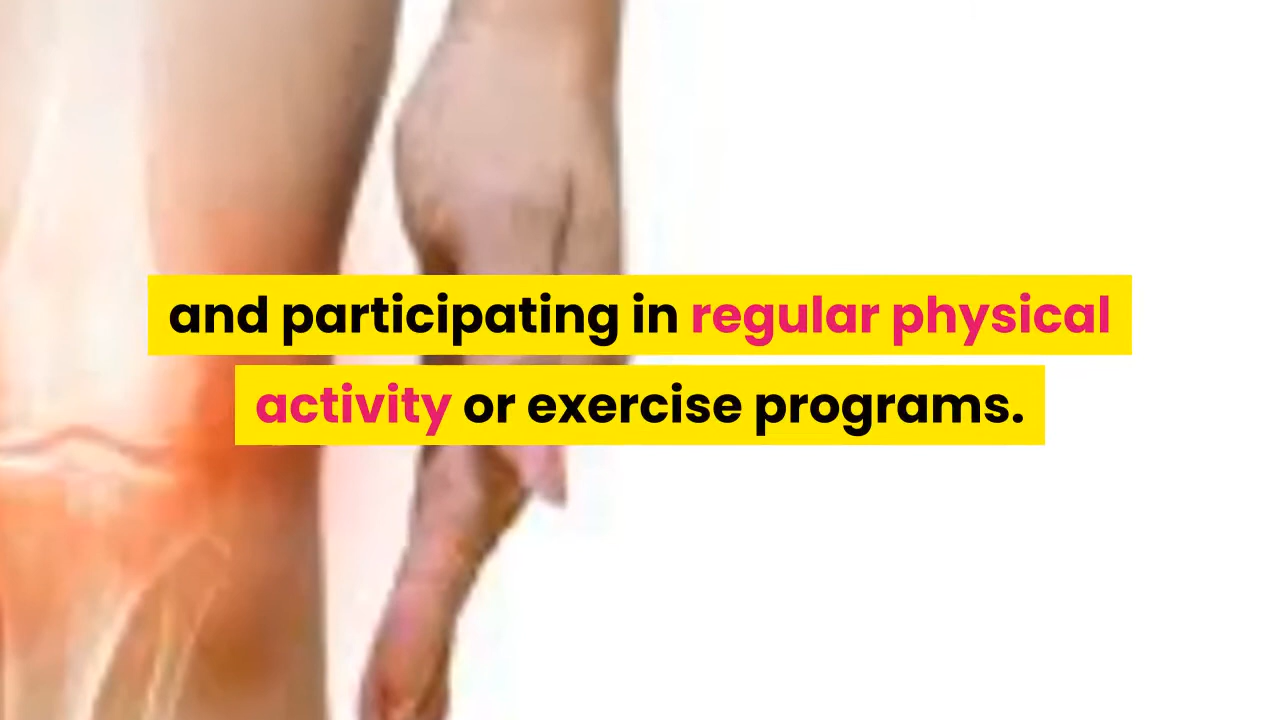 and participating in regular physical
activity or exercise programs.